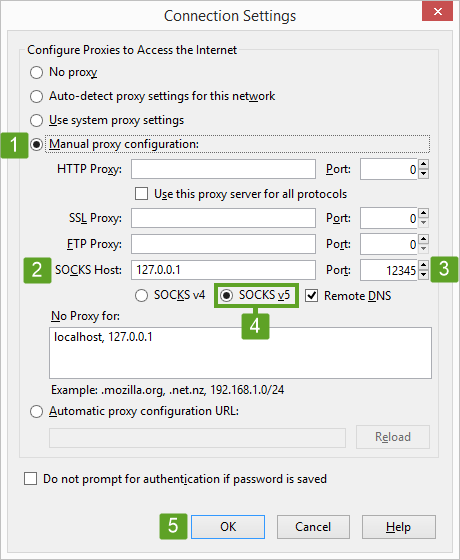 Connection Settings
Configure Proxies to Access the Internet
No proxy
Auto-detect proxy settings for this network
Use system proxy settings
1 Manual proxy configuration:
HTTP Proxy: Port: 0
Use this proxy server for all protocols
SSL Proxy: Port: 0
FTP Proxy: Port: 0
2 SOCKS Host: 127.0.0.1 Port: 12345 3
SOCKS v4 SOCKS v5 Remote DNS
4
No Proxy for:
localhost, 127.0.0.1
Example: .mozilla.org, .net.nz, 192.168.1.0/24
Automatic proxy configuration URL:
Reload
Do not prompt for authentication if password is saved
5 OK Cancel Help